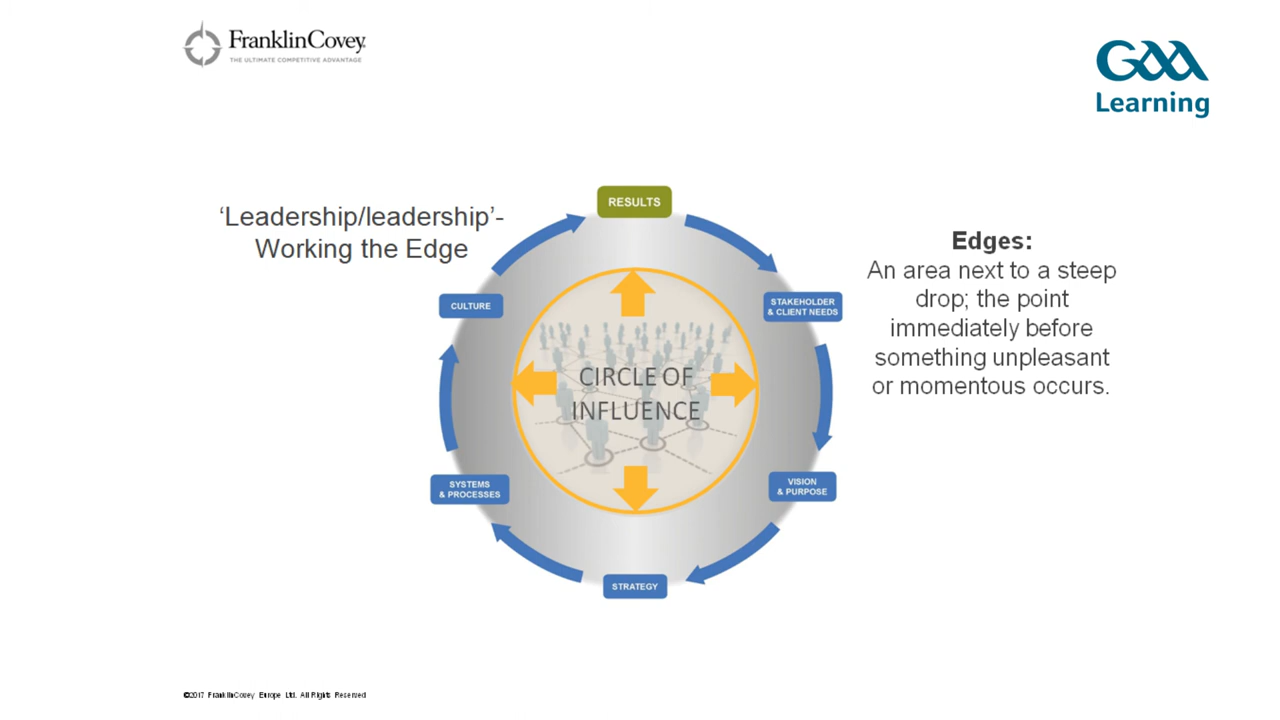 FranklinCovey
THE ULTIMATE COMPETITIVE ADVANTAGE
GAA
Learning
‘Leadership/leadership’-
Working the Edge
RESULTS
Edges:
An area next to a steep
drop; the point
immediately before
something unpleasant
or momentous occurs.
CULTURE
STAKEHOLDER
& CLIENT NEEDS
CIRCLE OF
INFLUENCE
SYSTEMS
& PROCESSES
VISION
& PURPOSE
STRATEGY
©2017 FranklinCovey Europe Ltd. All Rights Reserved